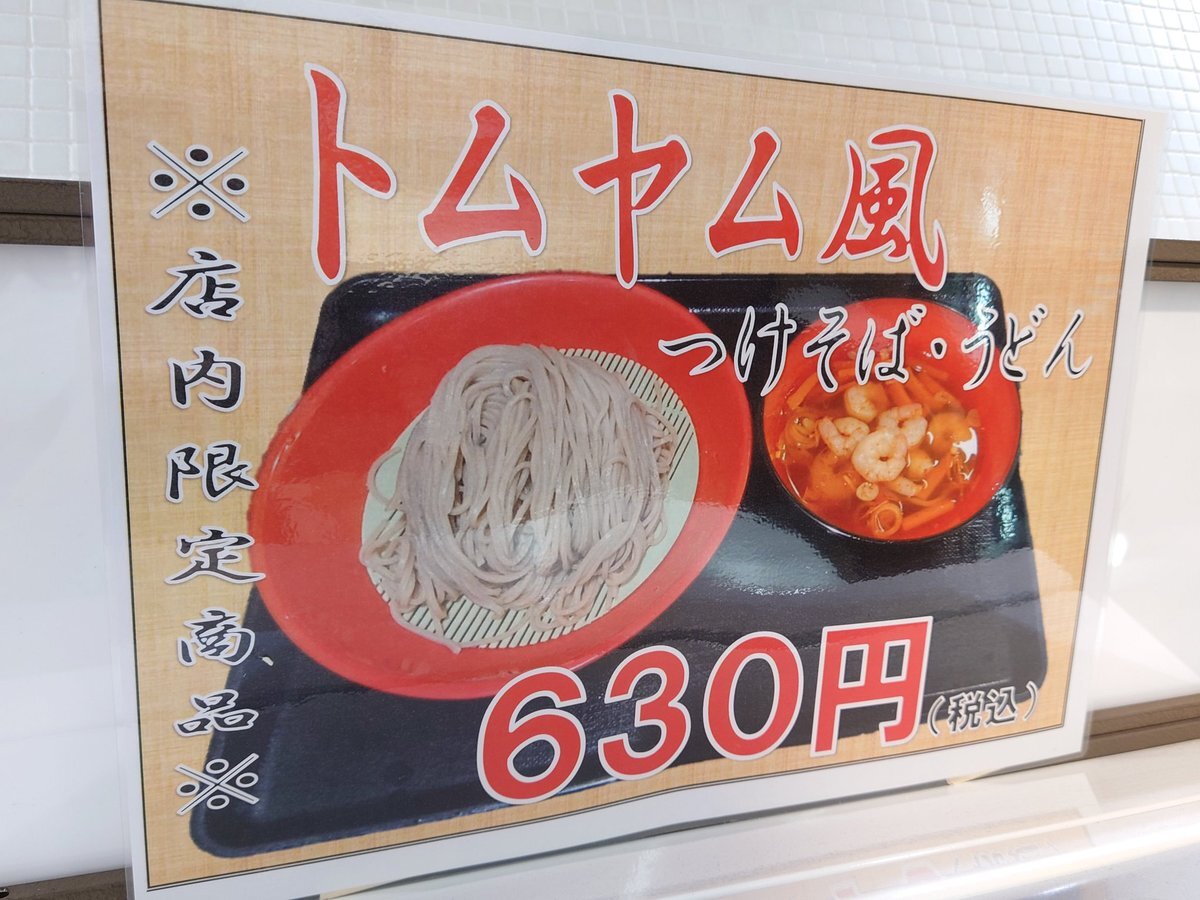 トムヤム風
つけそば・うどん
※店内限定商品※
630円(税込)